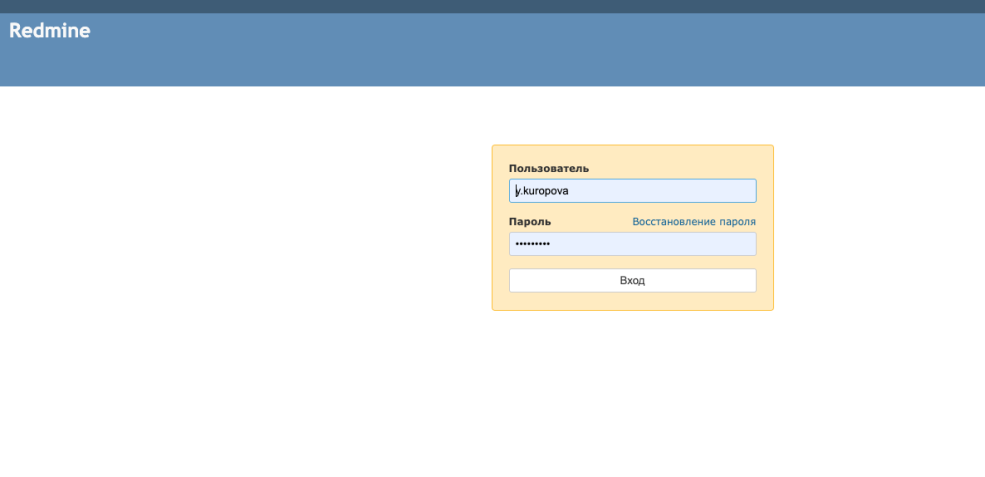 Redmine
Пользователь
y.kuropova
Пароль Восстановление пароля
•••••••••
Вход